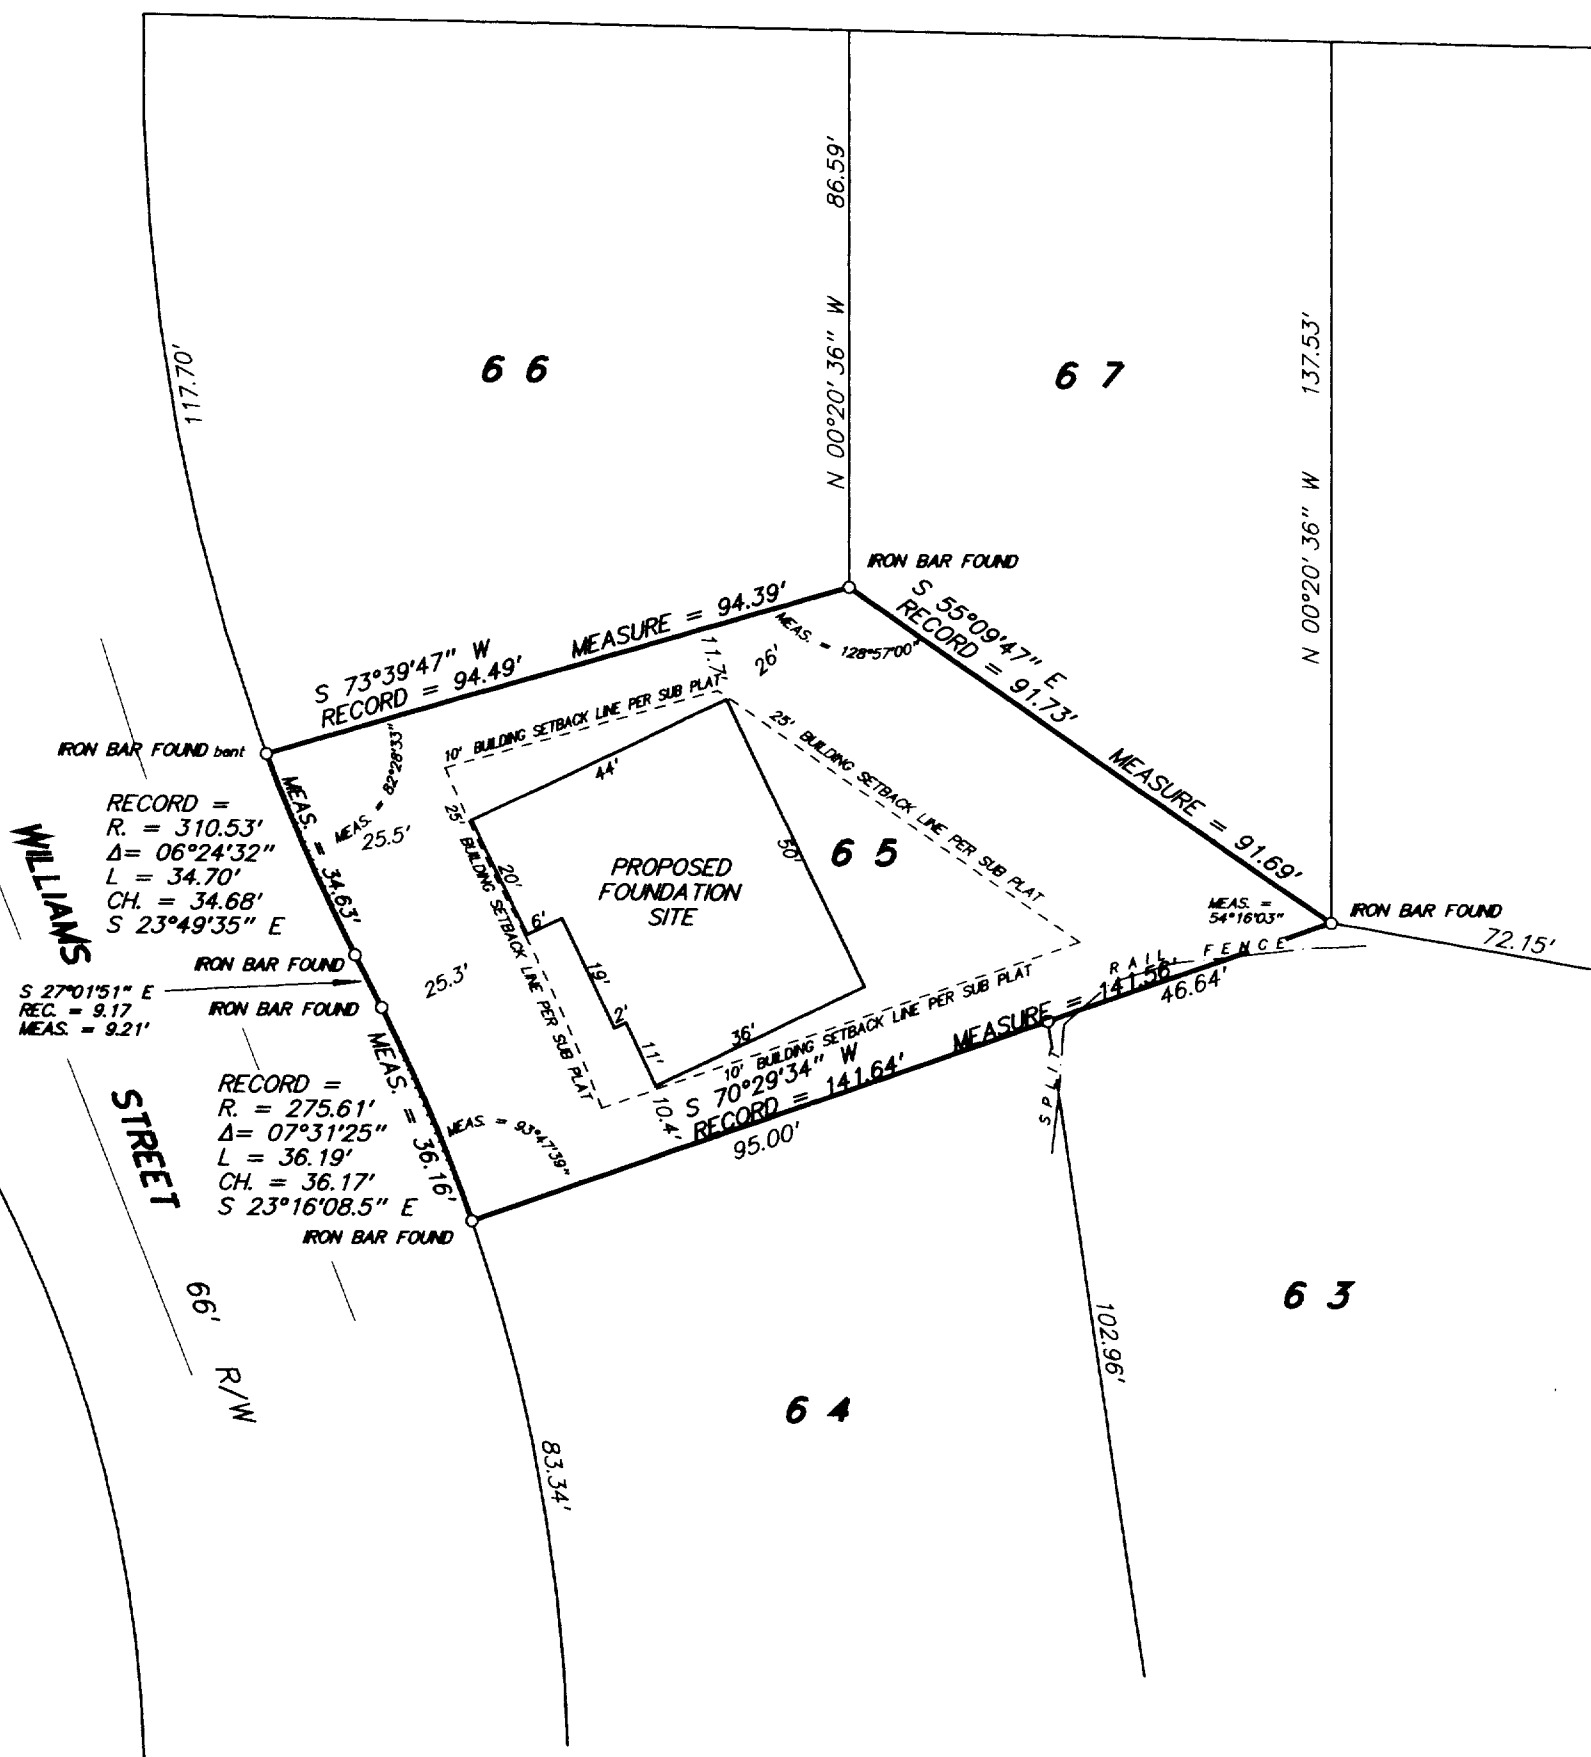 86.59'
N 00°20'36" W
137.53'
N 00°20'36" W
117.70'
6 6
6 7
IRON BAR FOUND
S 73°39'47" W
RECORD = 94.49'
MEASURE = 94.39'
S 55°09'47" E
RECORD = 91.73'
MEASURE = 91.69'
MEAS. = 128°57'00"
11.7'
26'
IRON BAR FOUND bent
MEAS. = 82°28'33"
10' BUILDING SETBACK LINE PER SUB PLAT
25' BUILDING SETBACK LINE PER SUB PLAT
44'
50'
6 5
PROPOSED
FOUNDATION
SITE
MEAS. = 34.63'
25.5'
25' BUILDING SETBACK LINE PER SUB PLAT
20'
6'
19'
2'
11'
36'
RECORD =
R. = 310.53'
Δ= 06°24'32"
L = 34.70'
CH. = 34.68'
S 23°49'35" E
WILLIAMS
STREET
66' R/W
IRON BAR FOUND
S 27°01'51" E
REC. = 9.17
MEAS. = 9.21'
IRON BAR FOUND
25.3'
MEAS. =
54°16'03"
IRON BAR FOUND
72.15'
SPLIT RAIL FENCE
10' BUILDING SETBACK LINE PER SUB PLAT
S 70°29'34" W
RECORD = 141.64'
MEASURE = 141.56'
46.64'
95.00'
10.4'
MEAS. = 36.16'
MEAS. = 93°47'39"
RECORD =
R. = 275.61'
Δ= 07°31'25"
L = 36.19'
CH. = 36.17'
S 23°16'08.5" E
IRON BAR FOUND
6 3
102.96'
6 4
83.34'